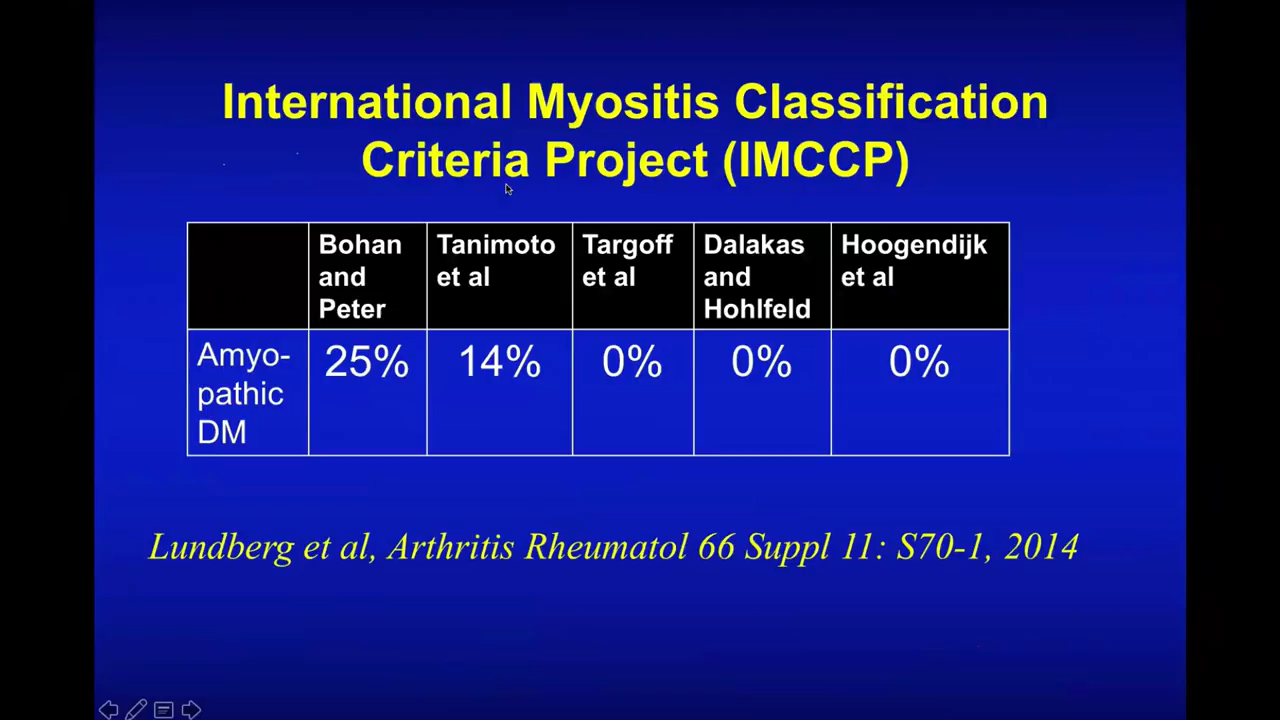 International Myositis Classification
Criteria Project (IMCCP)
Bohan
and
Peter
Tanimoto
et al
Targoff
et al
Dalakas
and
Hohlfeld
Hoogendijk
et al
Amyo-
pathic
DM
25%
14%
0%
0%
0%
Lundberg et al, Arthritis Rheumatol 66 Suppl 11: S70-1, 2014